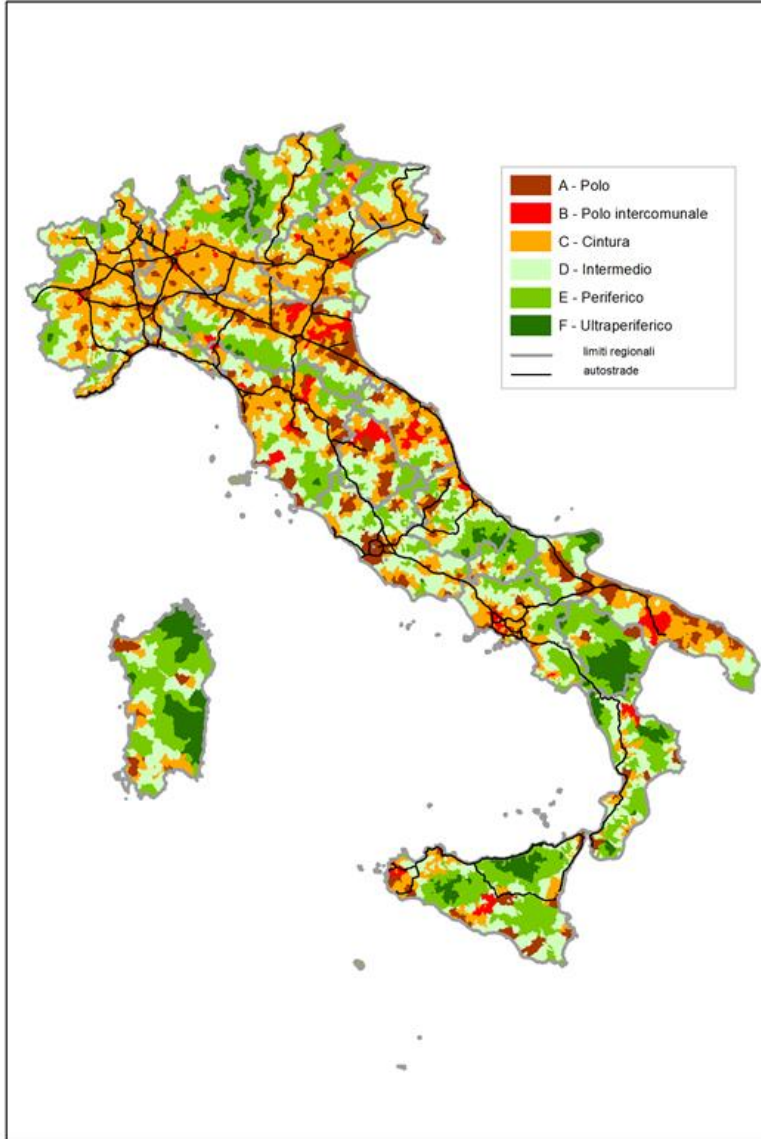 A - Polo
B - Polo intercomunale
C - Cintura
D - Intermedio
E - Periferico
F - Ultraperiferico
limiti regionali
autostrade